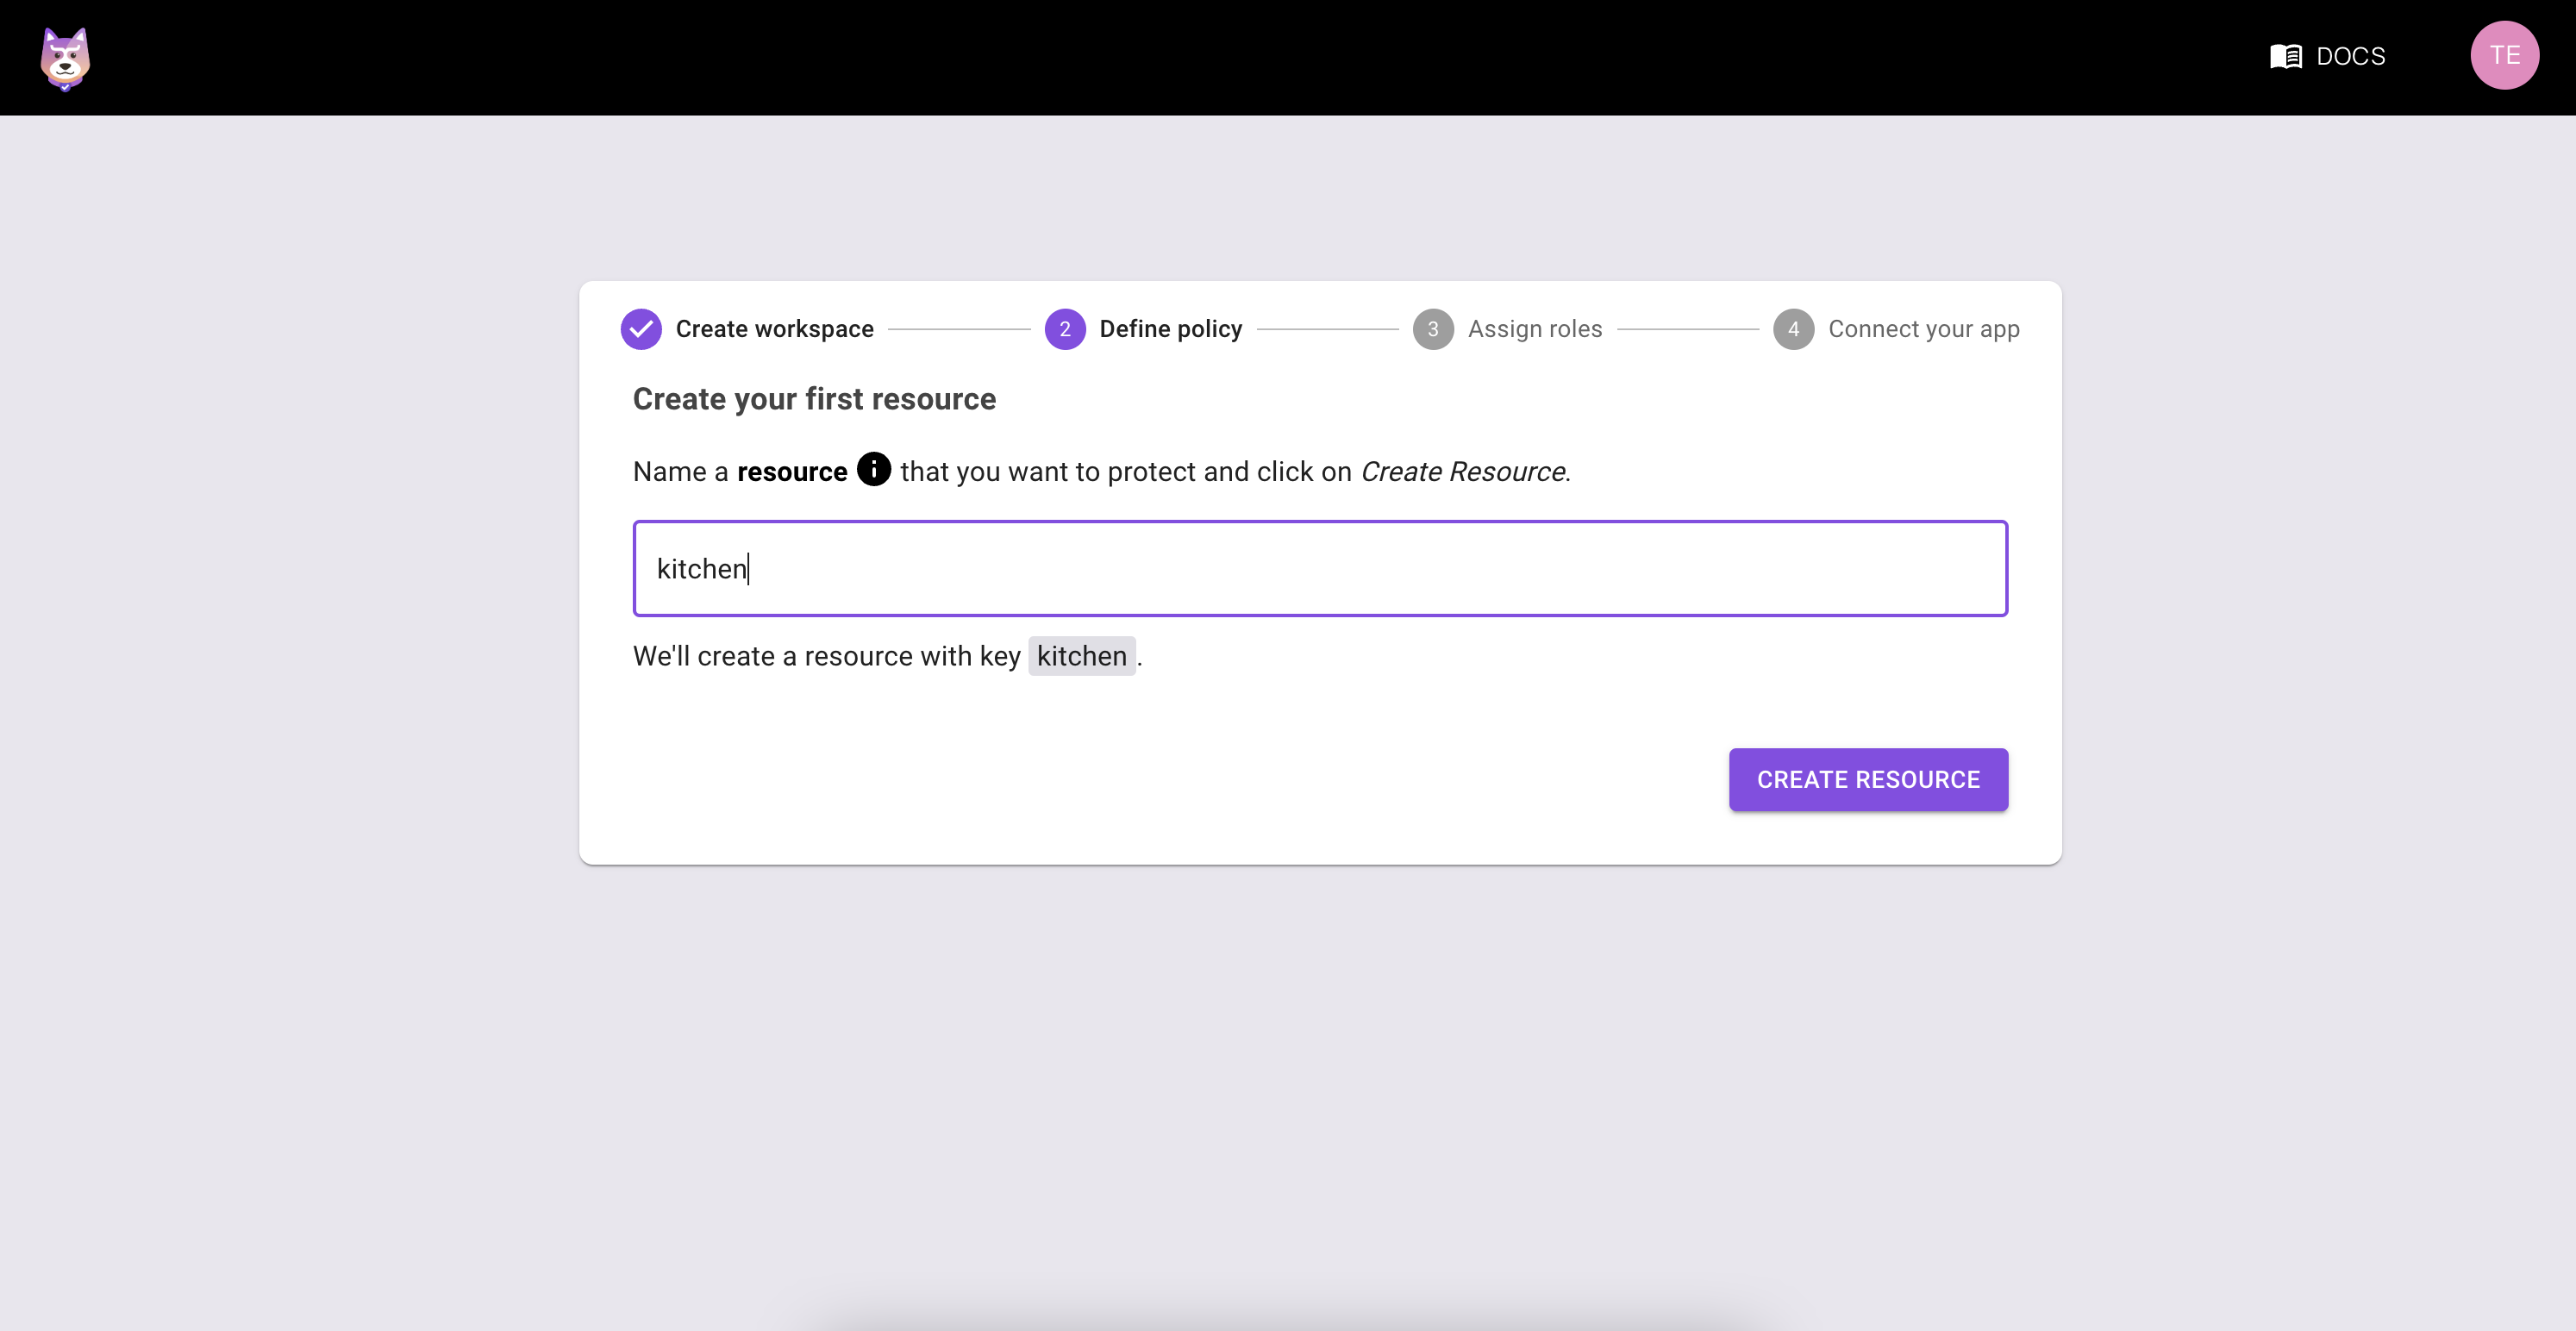 DOCS
TE
Create workspace
2 Define policy
3 Assign roles
4 Connect your app
Create your first resource
Name a resource i that you want to protect and click on Create Resource.
kitchen
We'll create a resource with key kitchen .
CREATE RESOURCE